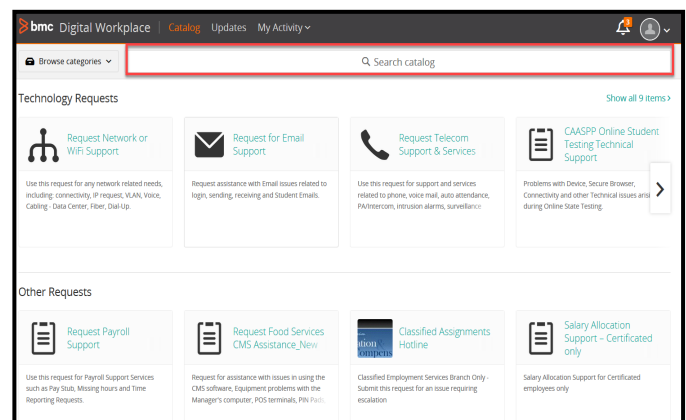 bmc Digital Workplace Catalog Updates My Activity 3
Browse categories Search catalog
Technology Requests Show all 9 items
Request Network or
WiFi Support
Use this request for any network related needs,
including: connectivity, IP request, VLAN, Voice,
Cabling - Data Center, Fiber, Dial-Up.
Request for Email
Support
Request assistance with Email issues related to
login, sending, receiving and Student Emails.
Request Telecom
Support & Services
Use this request for support and services
related to phone, voice mail, auto attendance,
PA/Intercom, intrusion alarms, surveillance
CAASPP Online Student
Testing Technical
Support
Problems with Device, Secure Browser,
Connectivity and other Technical issues
during Online State Testing.
Other Requests
Request Payroll
Support
Use this request for Payroll Support Services
such as Pay Stub, Missing hours and Time
Reporting Requests
Request Food Services
CMS Assistance_New
Request for assistance with issues in using the
CMS software, Equipment problems with the
Manager's computer, POS terminals, PIN Pads,
Classified Assignments
Hotline
Classified Employment Services Branch Only -
Submit this request for an issue requiring
escalation
Salary Allocation
Support – Certificated
only
Salary Allocation Support for Certificated
employees only